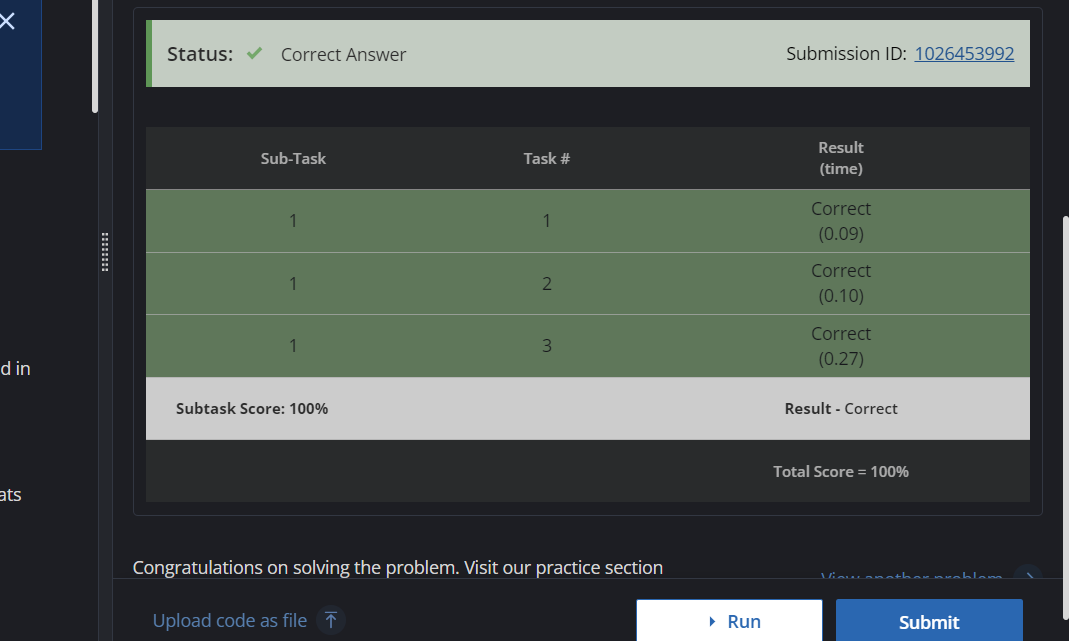 Status: ✔ Correct Answer Submission ID: 1026453992
Sub-Task Task # Result
(time)
1 1 Correct
(0.09)
1 2 Correct
(0.10)
1 3 Correct
(0.27)
Subtask Score: 100% Result - Correct
Total Score = 100%
d in
ats
Congratulations on solving the problem. Visit our practice section
View another problem
Upload code as file
Run
Submit